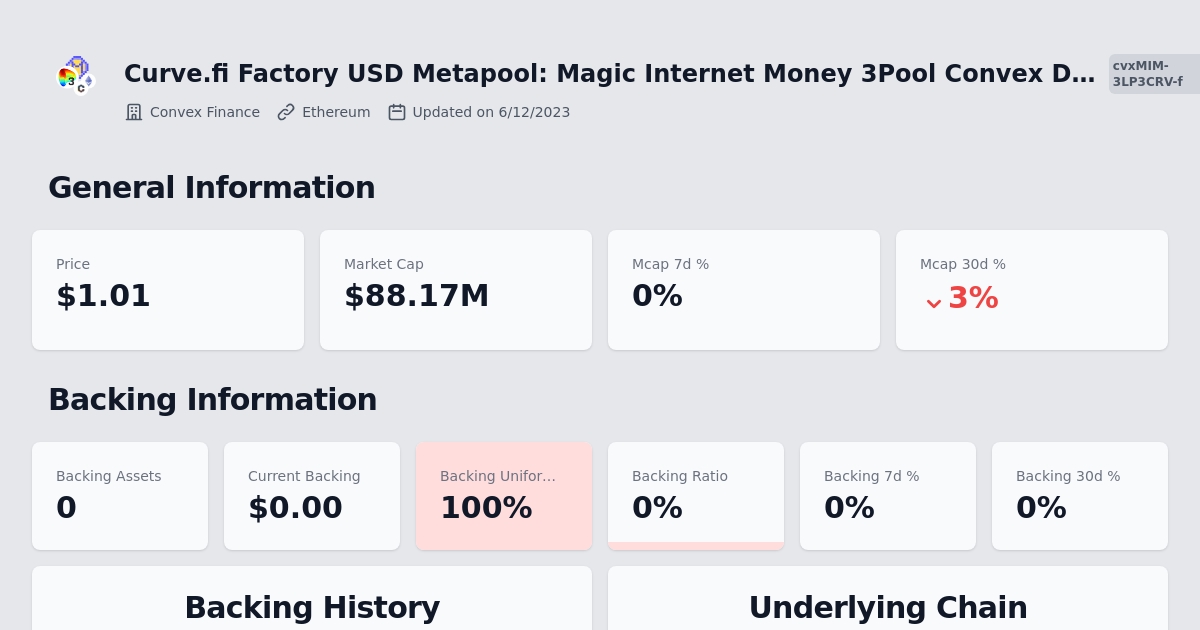 Curve.fi Factory USD Metapool: Magic Internet Money 3Pool Convex D...
cvxMIM-
3LP3CRV-f
Convex Finance Ethereum Updated on 6/12/2023
General Information
Price Market Cap Mcap 7d % Mcap 30d %
$1.01 $88.17M 0% 3%
Backing Information
Backing Assets Current Backing Backing Unifor... Backing Ratio Backing 7d % Backing 30d %
0 $0.00 100% 0% 0% 0%
Backing History Underlying Chain